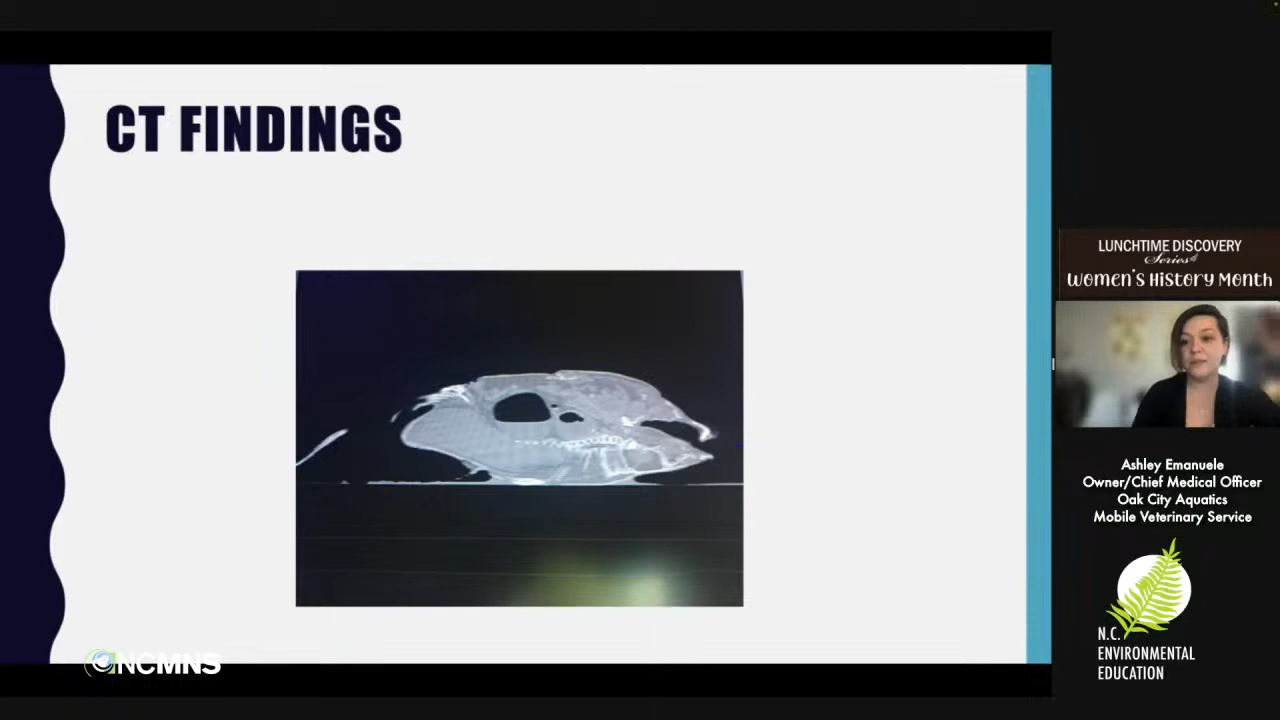 CT FINDINGS
NCMNS
LUNCHTIME DISCOVERY
Series
Women's History Month
Ashley Emanuele
Owner/Chief Medical Officer
Oak City Aquatics
Mobile Veterinary Service
N.C.
ENVIRONMENTAL
EDUCATION